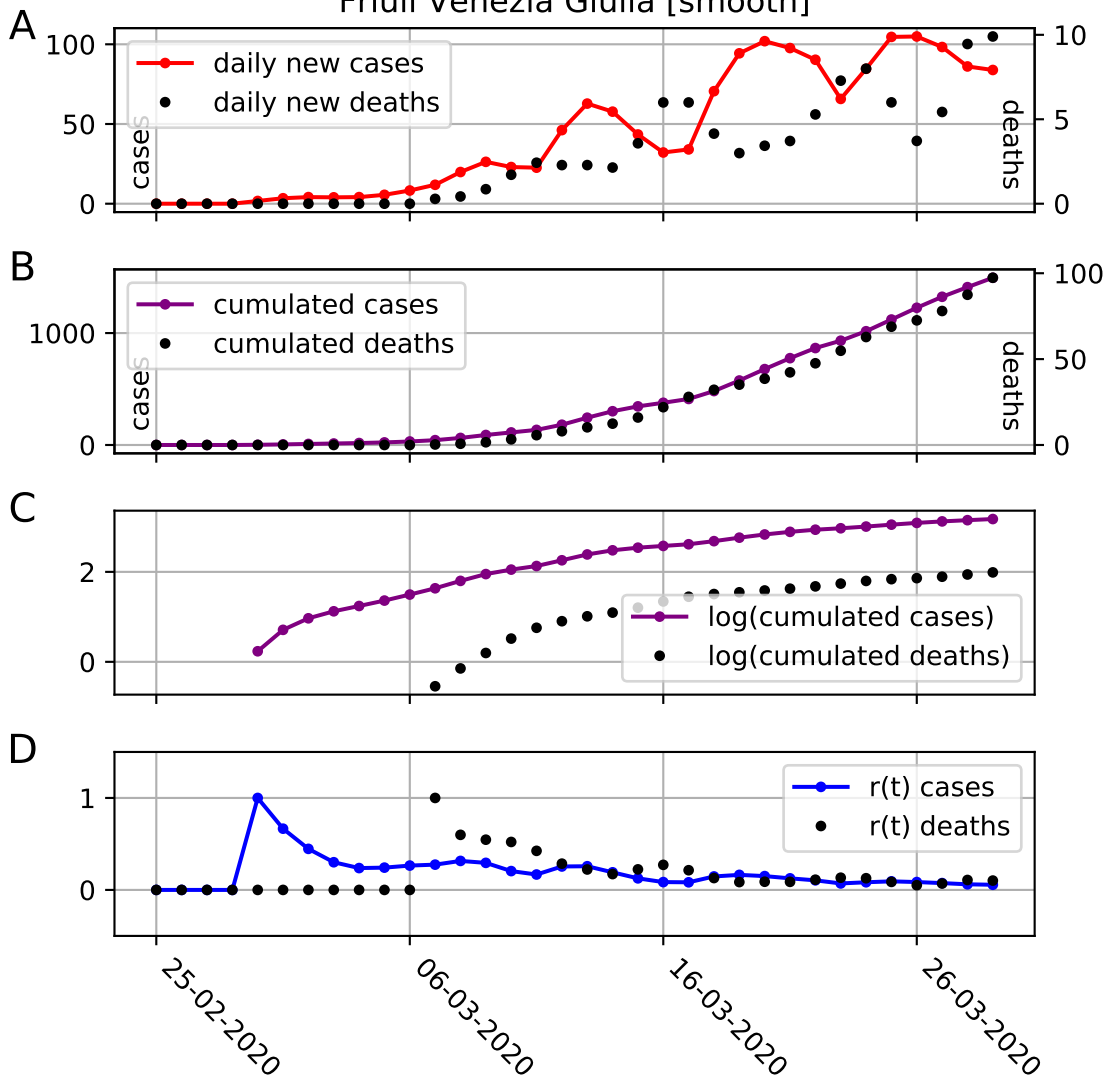 Friuli Venezia Giulia [smooth]
A
100
50
0
cases
daily new cases
daily new deaths
10
5
0
deaths
B
1000
0
cases
cumulated cases
cumulated deaths
100
50
0
deaths
C
2
0
log(cumulated cases)
log(cumulated deaths)
D
1
0
r(t) cases
r(t) deaths
25-02-2020
06-03-2020
16-03-2020
26-03-2020